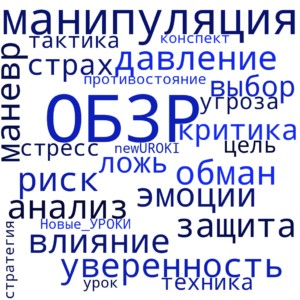 манипуляция
тактика
конспект
страх
давление
противостояние
выбор
маневр
ОБЗР
угроза
критика
стресс
newUROKI
цель
ложь
обман
риск
эмоции
анализ
защита
Новые_УРОКИ
влияние
уверенность
стратегия
урок
техника